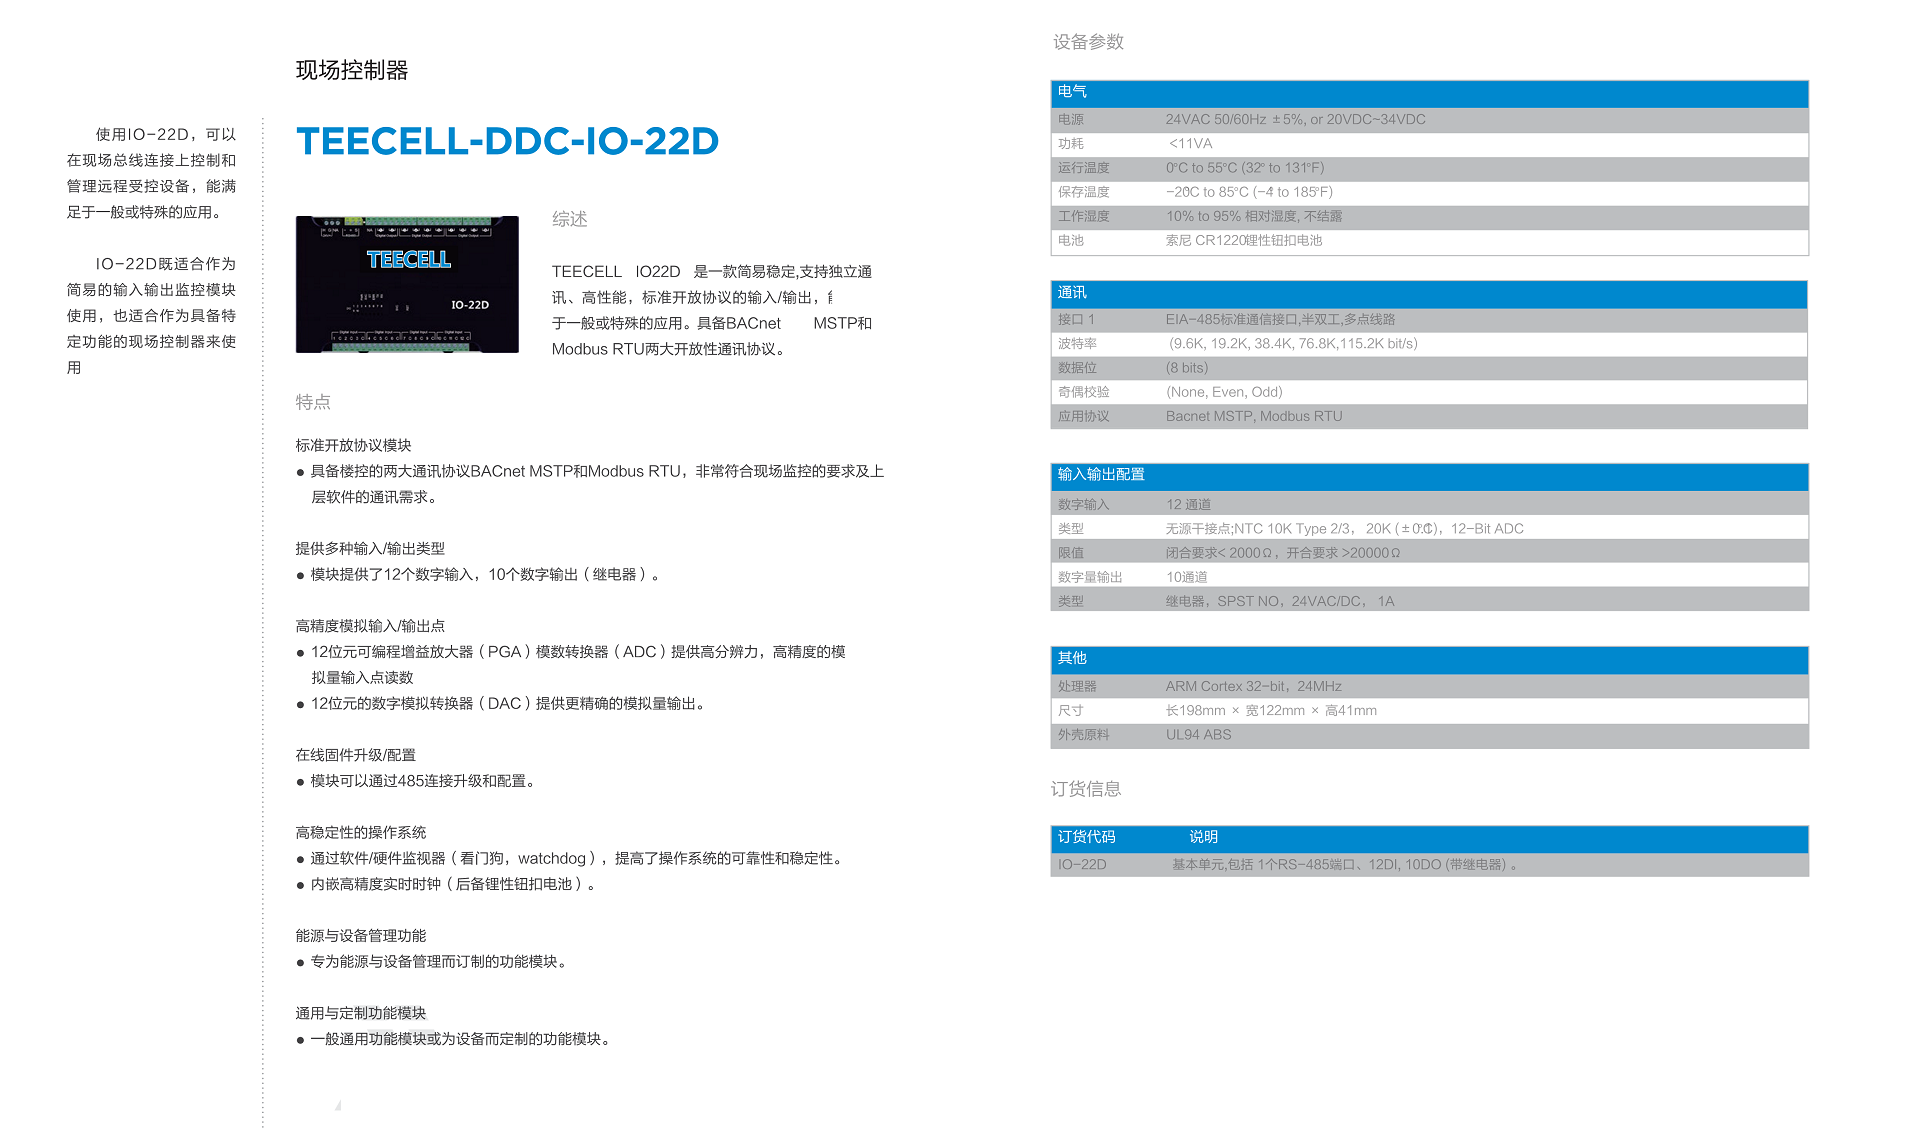 现场控制器
使用IO-22D，可以
在现场总线连接上控制和
管理远程受控设备，能满
足于一般或特殊的应用。
IO-22D既适合作为
简易的输入输出监控模块
使用，也适合作为具备特
定功能的现场控制器来使
用
TEECELL-DDC-IO-22D
TEECELL
IO-22D
综述
TEECELL IO22D 是一款简易稳定,支持独立通
讯、高性能，标准开放协议的输入/输出，
于一般或特殊的应用。具备BACnet MSTP和
Modbus RTU两大开放性通讯协议。
特点
标准开放协议模块
● 具备楼控的两大通讯协议BACnet MSTP和Modbus RTU，非常符合现场监控的要求及上
层软件的通讯需求。
提供多种输入/输出类型
● 模块提供了12个数字输入，10个数字输出（继电器）。
高精度模拟输入/输出点
● 12位元可编程增益放大器（PGA）模数转换器（ADC）提供高分辨力，高精度的模
拟量输入点读数
● 12位元的数字模拟转换器（DAC）提供更精确的模拟量输出。
在线固件升级/配置
● 模块可以通过485连接升级和配置。
高稳定性的操作系统
● 通过软件/硬件监视器（看门狗，watchdog），提高了操作系统的可靠性和稳定性。
● 内嵌高精度实时时钟（后备锂性钮扣电池）。
能源与设备管理功能
● 专为能源与设备管理而订制的功能模块。
通用与定制功能模块
● 一般通用功能模块或为设备而定制的功能模块。
设备参数
电气
电源 24VAC 50/60Hz ±5%, or 20VDC~34VDC
功耗 <11VA
运行温度 0°C to 55°C (32° to 131°F)
保存温度 -20°C to 85°C (-4° to 185°F)
工作湿度 10% to 95% 相对湿度, 不结露
电池 索尼 CR1220锂性钮扣电池
通讯
接口 1 EIA-485标准通信接口,半双工,多点线路
波特率 (9.6K, 19.2K, 38.4K, 76.8K,115.2K bit/s)
数据位 (8 bits)
奇偶校验 (None, Even, Odd)
应用协议 Bacnet MSTP, Modbus RTU
输入输出配置
数字输入 12 通道
类型 无源干接点;NTC 10K Type 2/3， 20K (±0.1°C)，12-Bit ADC
限值 闭合要求< 2000Ω，开合要求 >20000Ω
数字量输出 10通道
类型 继电器，SPST NO，24VAC/DC， 1A
其他
处理器 ARM Cortex 32-bit，24MHz
尺寸 长198mm × 宽122mm × 高41mm
外壳原料 UL94 ABS
订货信息
订货代码 说明
IO-22D 基本单元,包括 1个RS-485端口、12DI, 10DO (带继电器) 。